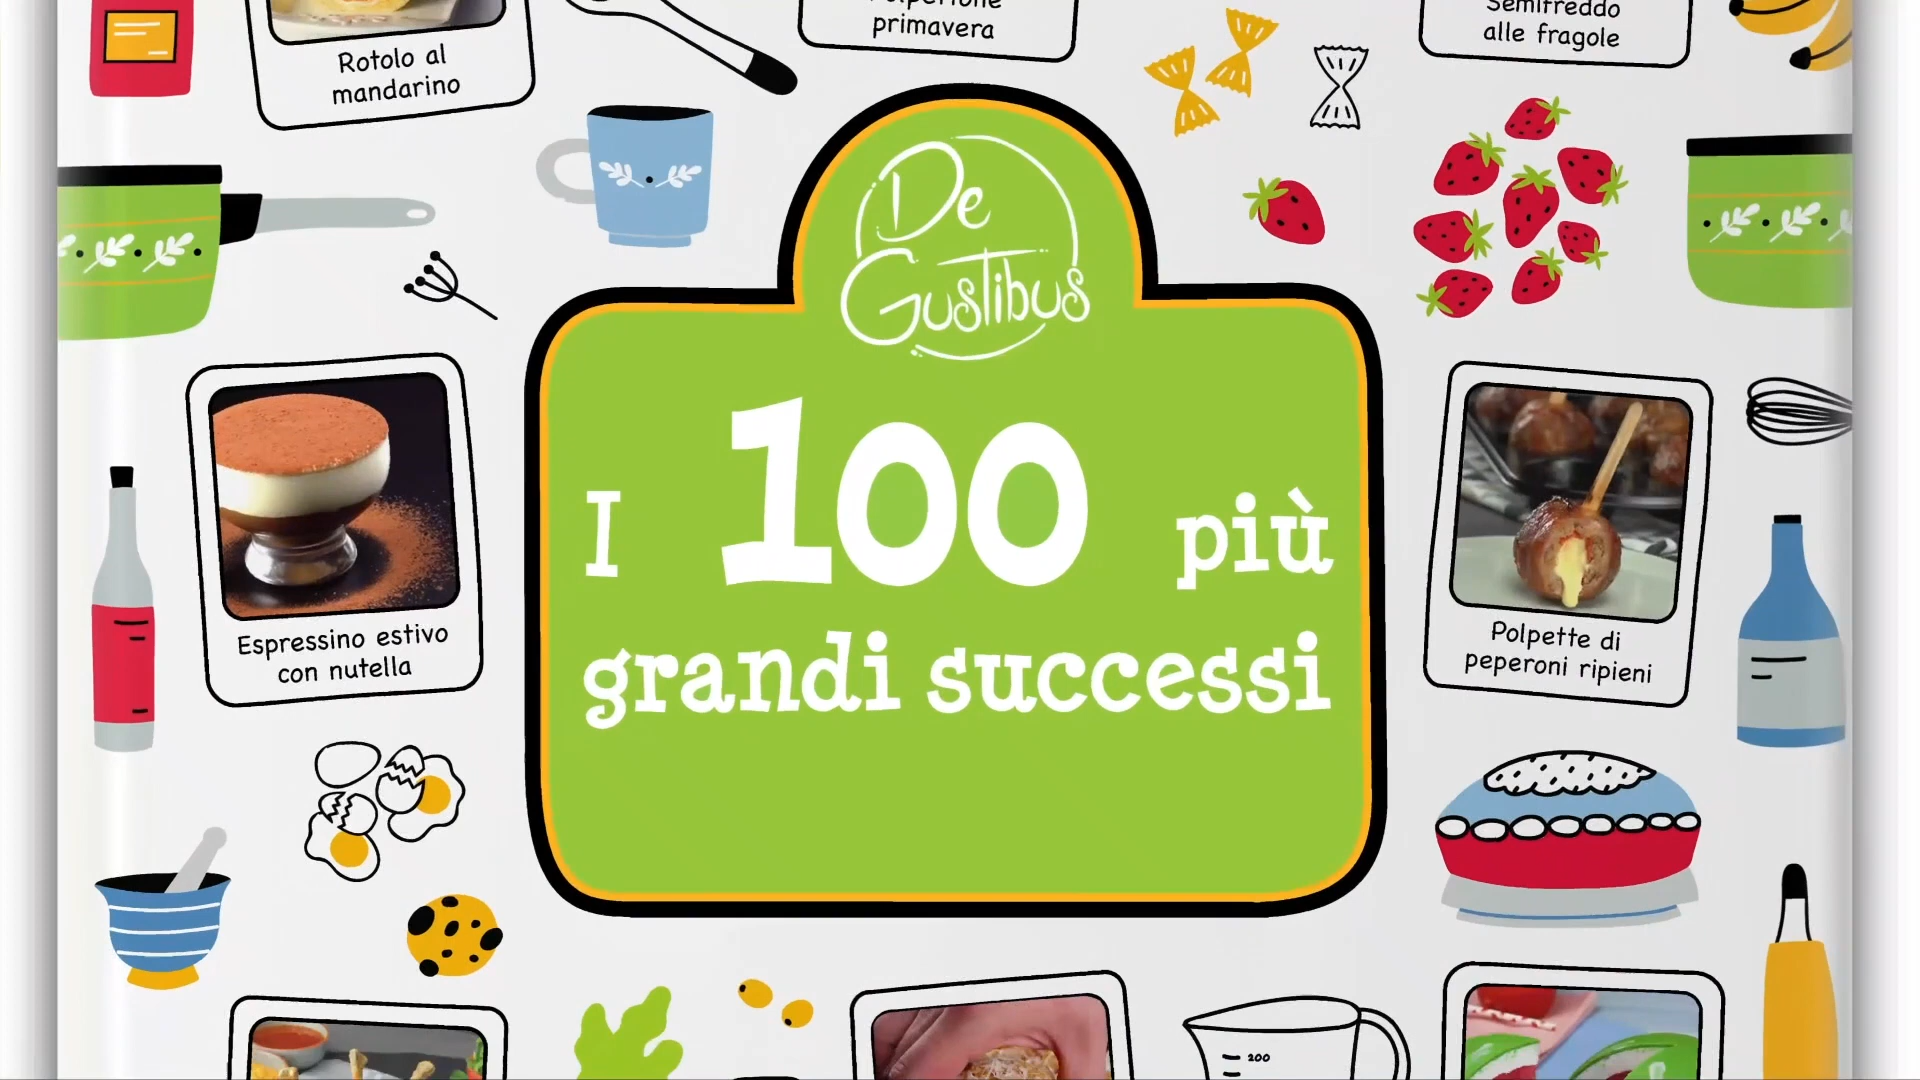 Rotolo al
mandarino
primavera
Semifreddo
alle fragole
De
Gustibus
I 100 più
grandi successi
Espressino estivo
con nutella
Polpette di
peperoni ripieni
200